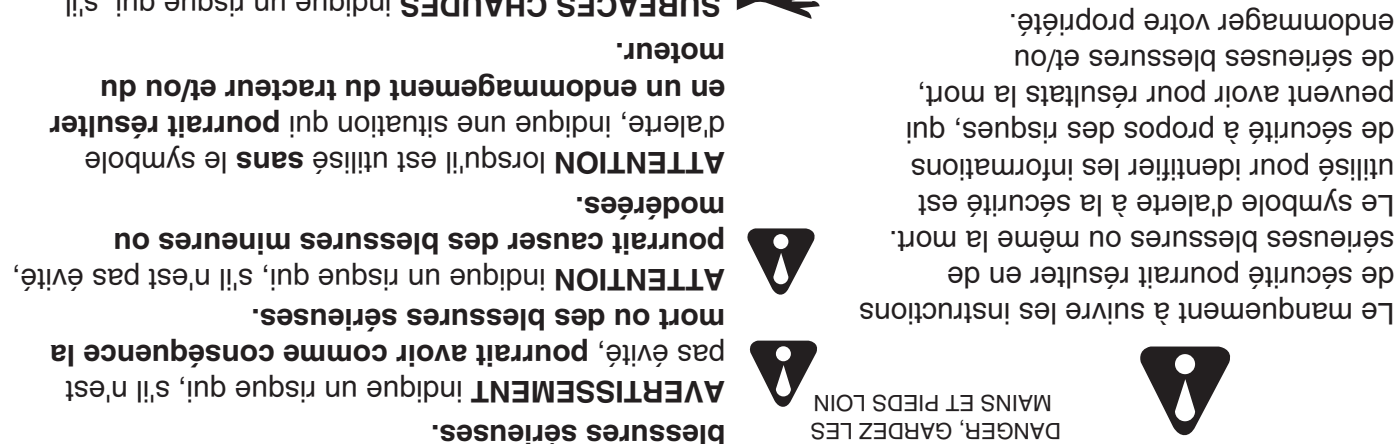 DANGER, GARDEZ LES
MAINS ET PIEDS LOIN
Le manquement à suivre les instructions
de sécurité pourrait résulter en de
sérieuses blessures ou même la mort.
Le symbole d'alerte à la sécurité est
utilisé pour identifier les informations
de sécurité à propos des risques, qui
peuvent avoir pour résultats la mort,
de sérieuses blessures et/ou
endommager votre propriété.
blessures sérieuses.
AVERTISSEMENT indique un risque qui, s'il n'est
pas évité, pourrait avoir comme conséquence la
mort ou des blessures sérieuses.
ATTENTION indique un risque qui, s'il n'est pas évité,
pourrait causer des blessures mineures ou
modérées.
ATTENTION lorsqu'il est utilisé sans le symbole
d'alerte, indique une situation qui pourrait résulter
en un endommagement du tracteur et/ou du
moteur.
SURFACES CHAUDES indique un risque qui, s'il